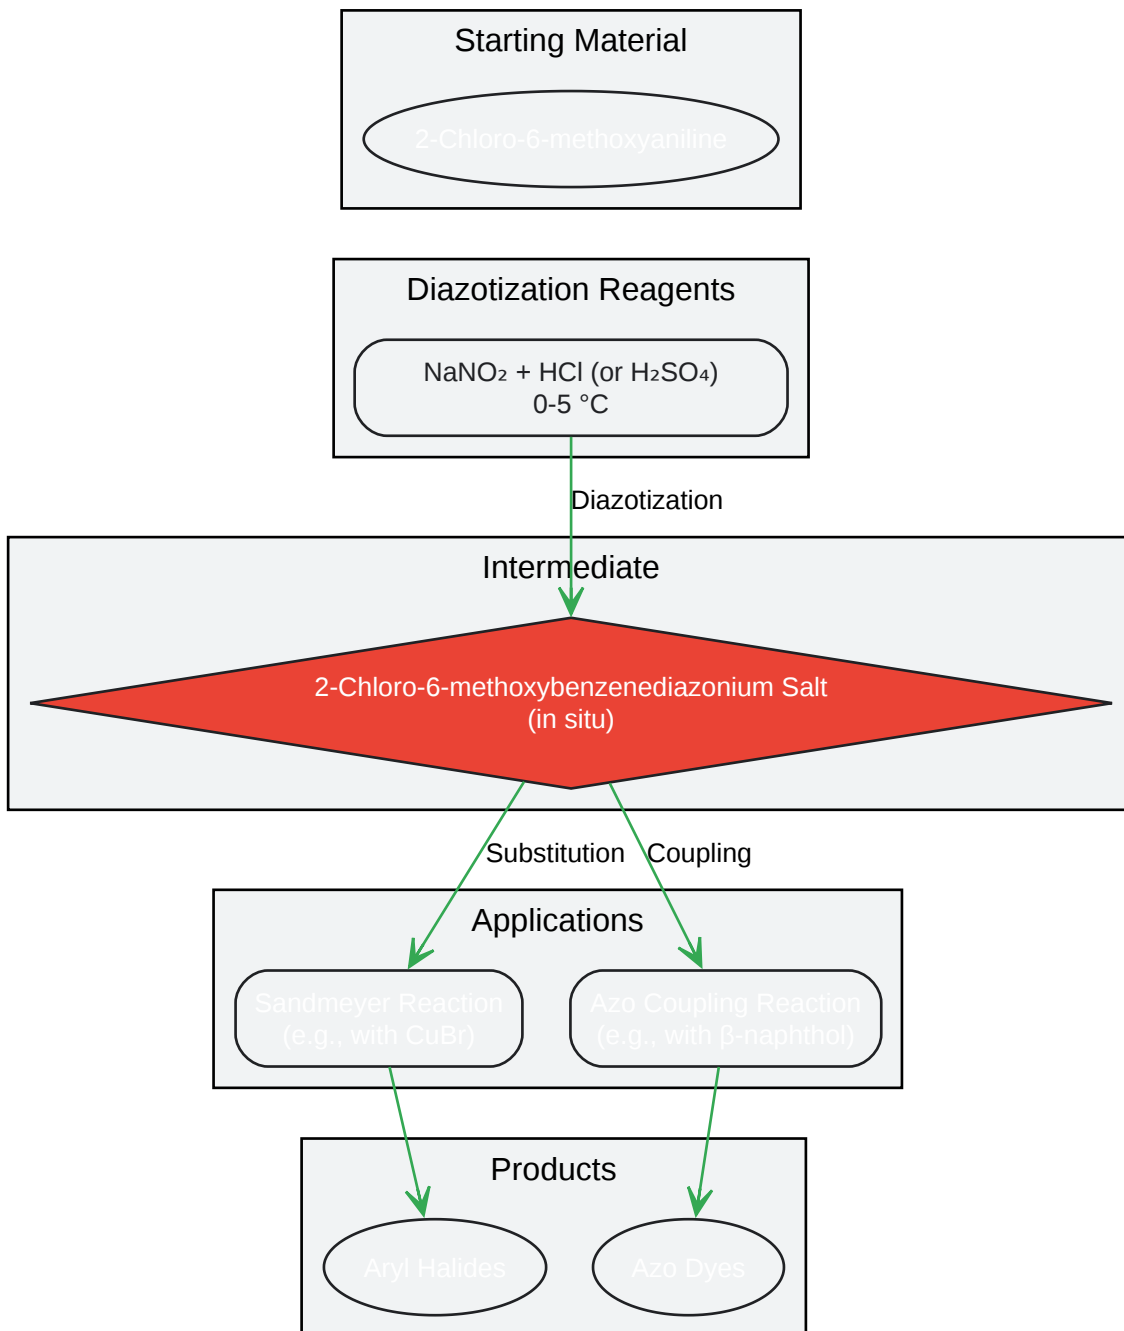 Starting Material
2-Chloro-6-methoxyaniline
Diazotization Reagents
NaNO₂ + HCl (or H₂SO₄)
0-5 °C
Diazotization
Intermediate
2-Chloro-6-methoxybenzenediazonium Salt
(in situ)
Substitution
Coupling
Applications
Sandmeyer Reaction
(e.g., with CuBr)
Azo Coupling Reaction
(e.g., with β-naphthol)
Products
Aryl Halides
Azo Dyes